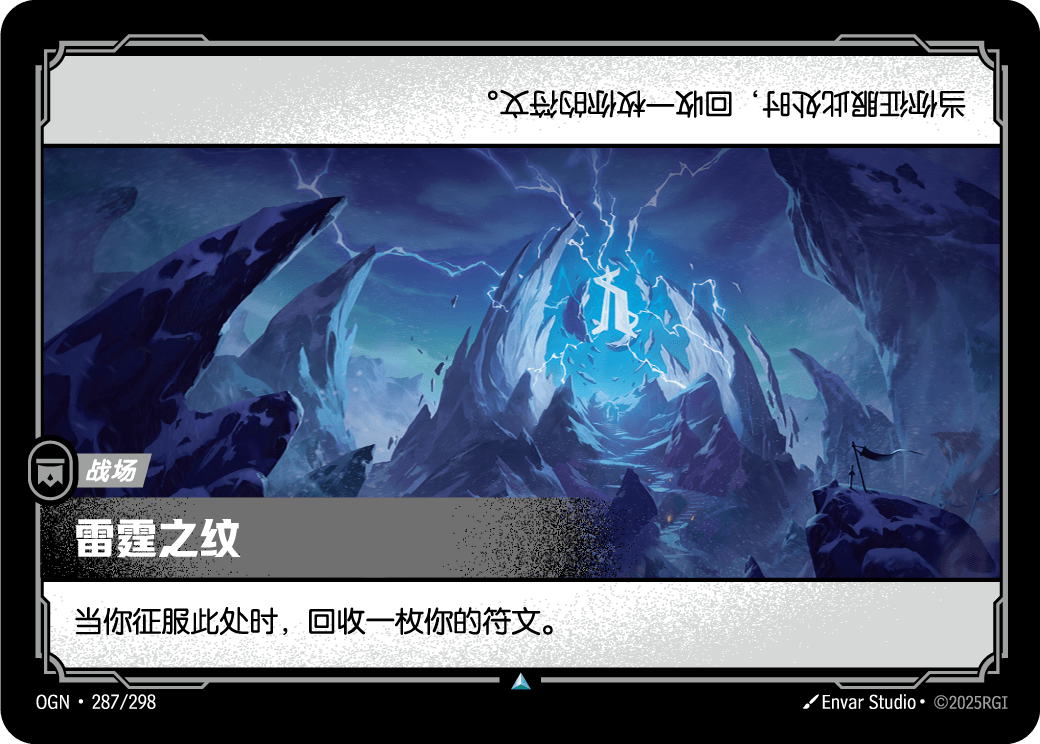 当你征服此处时，回收一枚你的符文。
战场
雷霆之纹
当你征服此处时，回收一枚你的符文。
OGN • 287/298
Envar Studio • ©2025RGI